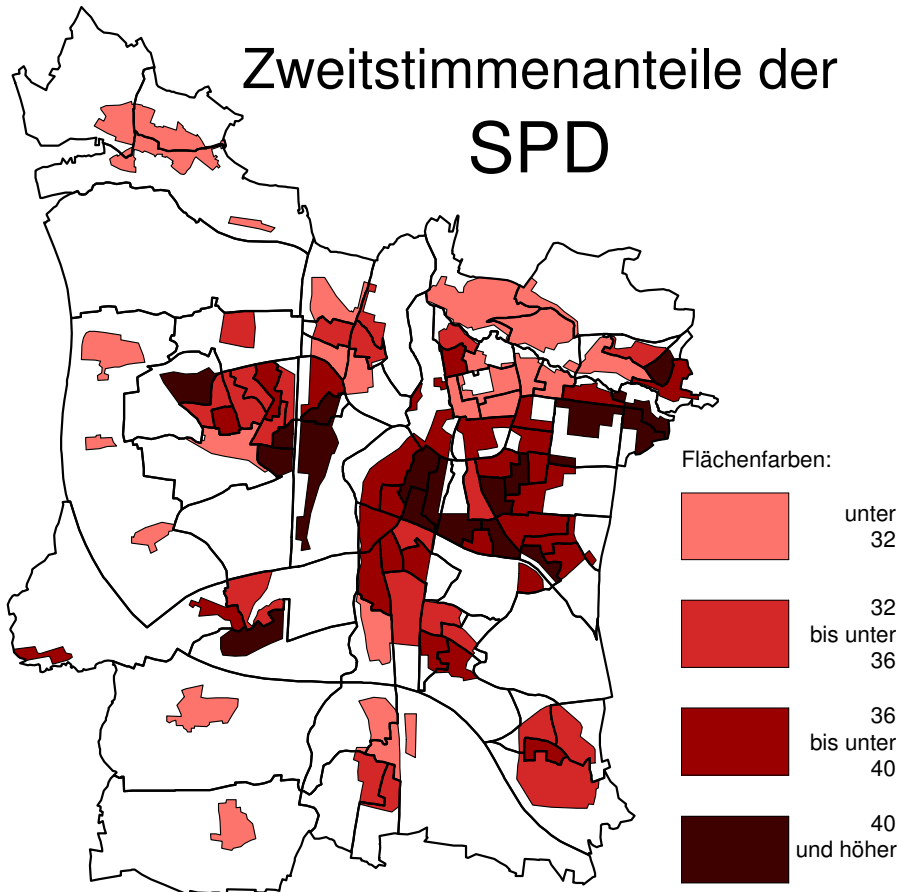 Zweitstimmenanteile der
SPD
Flächenfarben:
unter
32
32
bis unter
36
36
bis unter
40
40
und höher